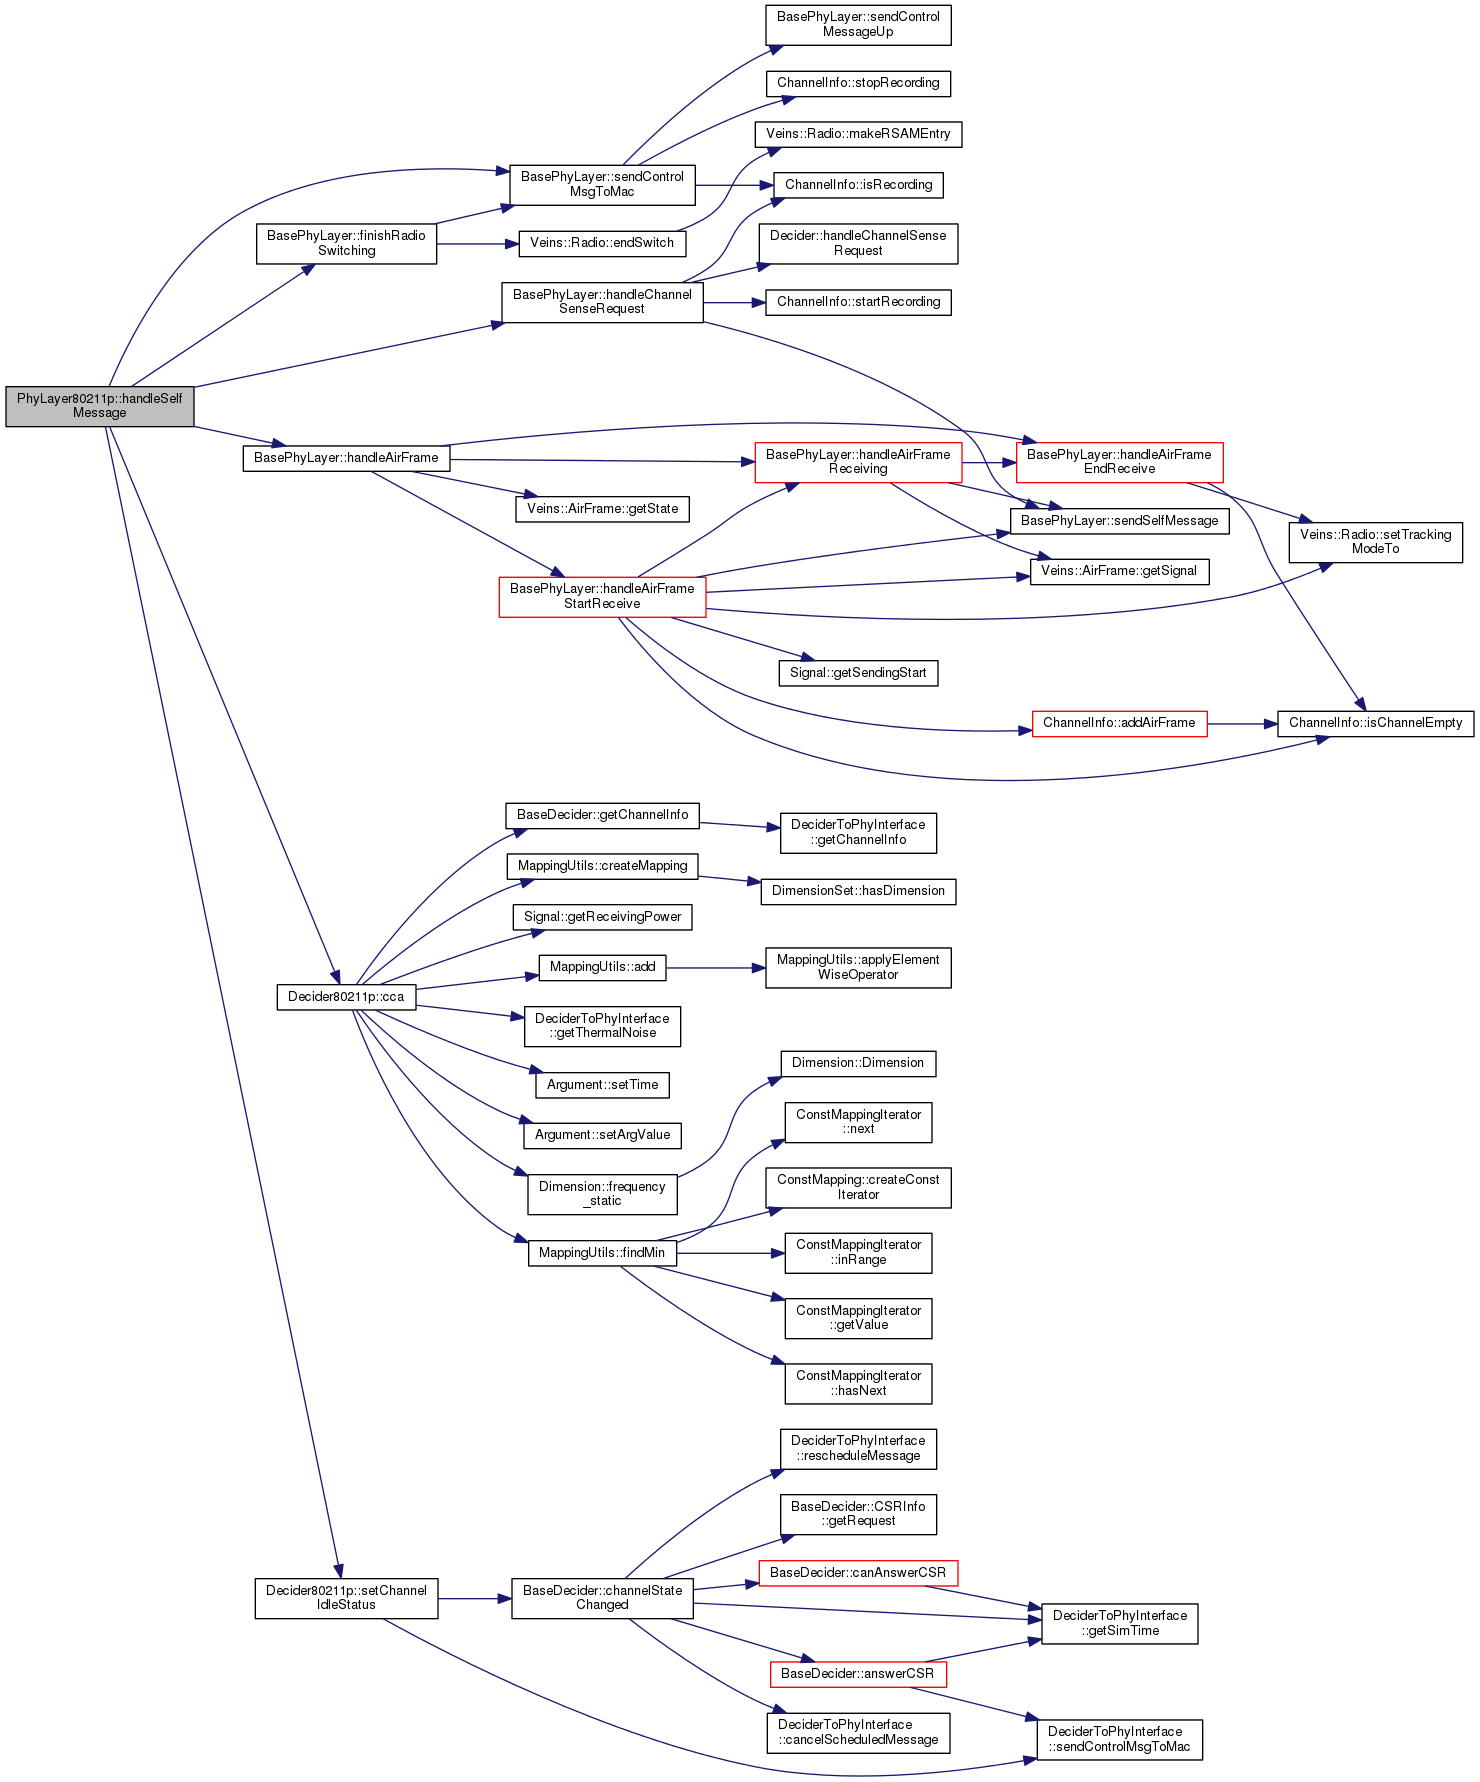 BasePhyLayer::sendControl
MessageUp
ChannelInfo::stopRecording
Veins::Radio::makeRSAMEntry
BasePhyLayer::sendControl
MsgToMac
ChannelInfo::isRecording
BasePhyLayer::finishRadio
Switching
Veins::Radio::endSwitch
Decider::handleChannelSense
Request
BasePhyLayer::handleChannel
SenseRequest
ChannelInfo::startRecording
PhyLayer80211p::handleSelf
Message
BasePhyLayer::handleAirFrame
BasePhyLayer::handleAirFrame
Receiving
BasePhyLayer::handleAirFrame
EndReceive
Veins::AirFrame::getState
BasePhyLayer::sendSelfMessage
Veins::Radio::setTracking
ModeTo
Veins::AirFrame::getSignal
BasePhyLayer::handleAirFrame
StartReceive
Signal::getSendingStart
ChannelInfo::addAirFrame
ChannelInfo::isChannelEmpty
BaseDecider::getChannelInfo
DeciderToPhyInterface
::getChannelInfo
MappingUtils::createMapping
DimensionSet::hasDimension
Signal::getReceivingPower
MappingUtils::add
MappingUtils::applyElement
WiseOperator
Decider80211p::cca
DeciderToPhyInterface
::getThermalNoise
Argument::setTime
Dimension::Dimension
Argument::setArgValue
ConstMappingIterator
::next
Dimension::frequency
_static
ConstMapping::createConst
Iterator
MappingUtils::findMin
ConstMappingIterator
::inRange
ConstMappingIterator
::getValue
ConstMappingIterator
::hasNext
DeciderToPhyInterface
::rescheduleMessage
BaseDecider::CSRInfo
::getRequest
Decider80211p::setChannel
IdleStatus
BaseDecider::channelState
Changed
BaseDecider::canAnswerCSR
DeciderToPhyInterface
::getSimTime
BaseDecider::answerCSR
DeciderToPhyInterface
::cancelScheduledMessage
DeciderToPhyInterface
::sendControlMsgToMac